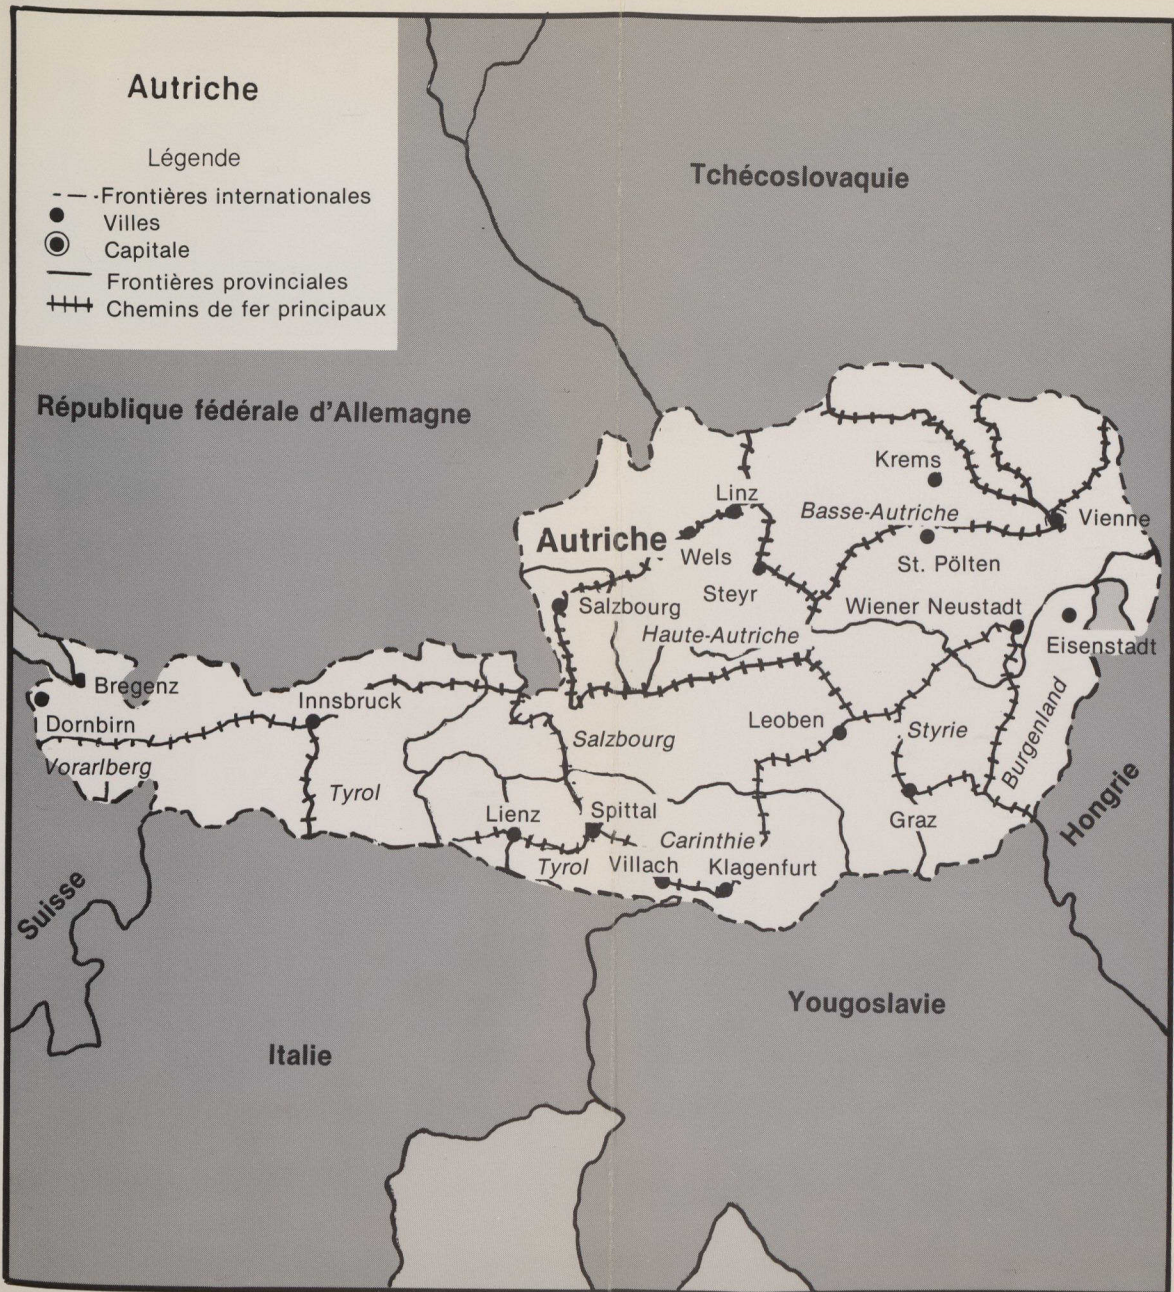 Autriche
Légende
Frontières internationales
Villes
Capitale
Frontières provinciales
Chemins de fer principaux
Tchécoslovaquie
République fédérale d'Allemagne
Krems
Linz
Basse-Autriche
Vienne
Autriche
Wels
St. Pölten
Steyr
Salzbourg
Wiener Neustadt
Haute-Autriche
Eisenstadt
Bregenz
Innsbruck
Dornbirn
Leoben
Salzbourg
Styrie
Burgenland
Vorarlberg
Tyrol
Lienz
Spittal
Graz
Hongrie
Carinthie
Tyrol
Villach
Klagenfurt
Suisse
Yougoslavie
Italie